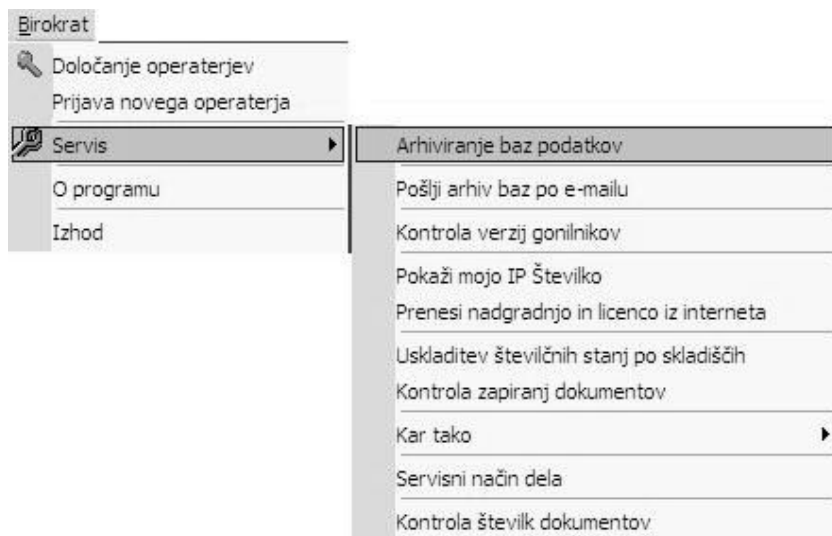 Birokrat
Določanje operaterjev
Prijava novega operaterja
Servis
O programu
Izhod
Arhiviranje baz podatkov
Pošlji arhiv baz po e-mailu
Kontrola verzij gonilnikov
Pokaži mojo IP Številko
Prenesi nadgradnjo in licenco iz interneta
Uskladitev številčnih stanj po skladiščih
Kontrola zapiranj dokumentov
Kar tako
Servisni način dela
Kontrola številk dokumentov